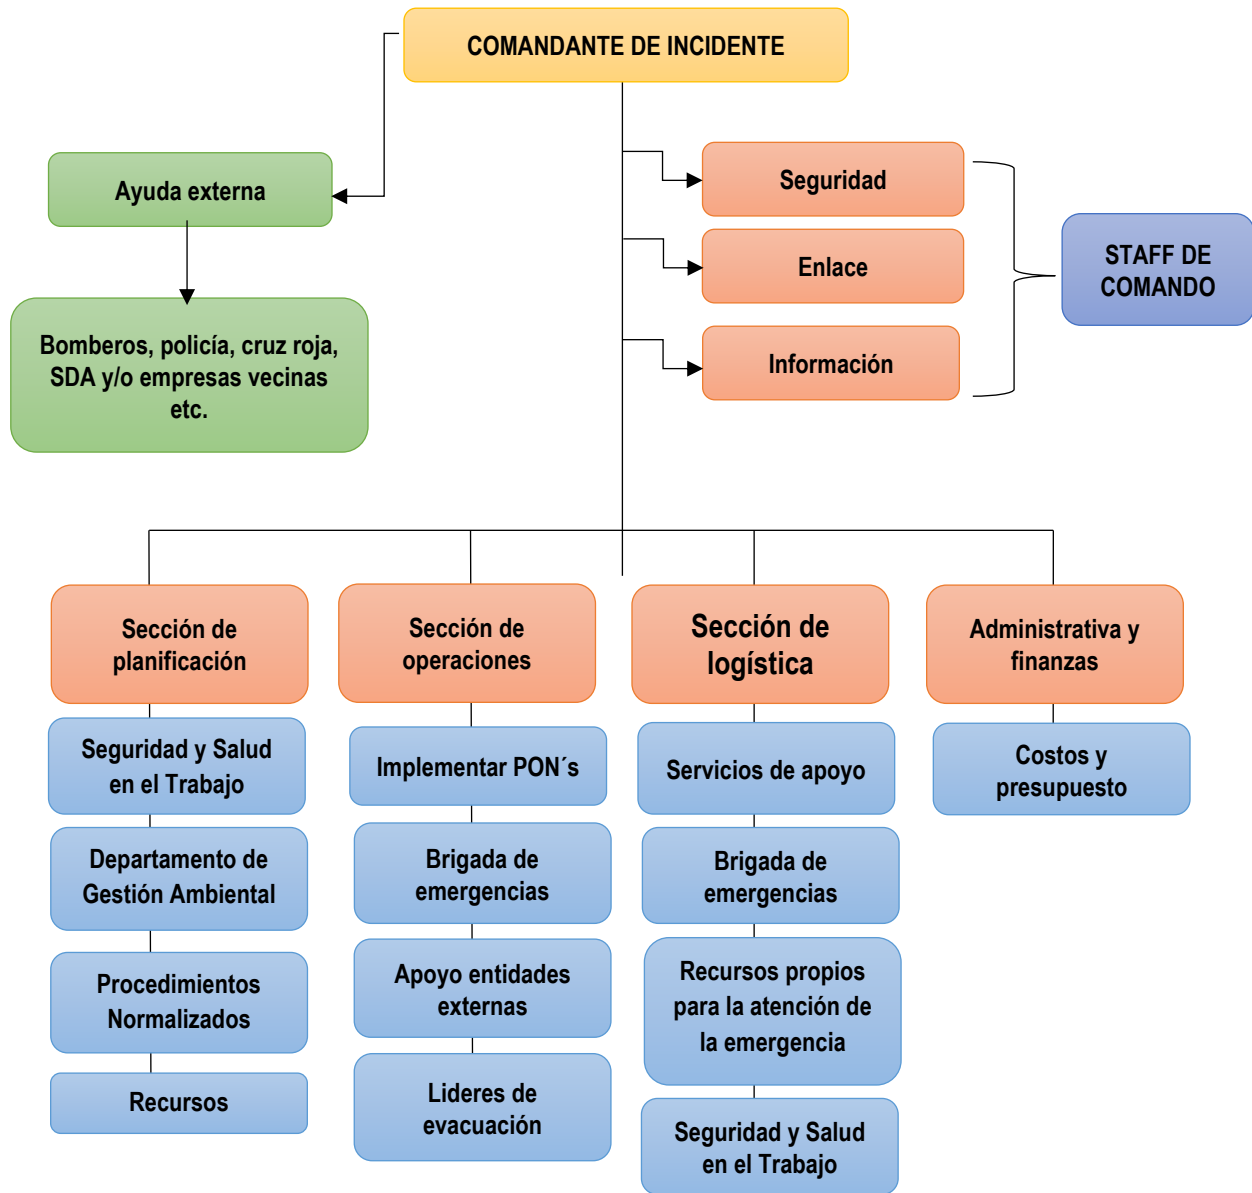 COMANDANTE DE INCIDENTE
Ayuda externa
Bomberos, policía, cruz roja,
SDA y/o empresas vecinas
etc.
Seguridad
Enlace
Información
STAFF DE
COMANDO
Sección de
planificación
Seguridad y Salud
en el Trabajo
Departamento de
Gestión Ambiental
Procedimientos
Normalizados
Recursos
Sección de
operaciones
Implementar PON´s
Brigada de
emergencias
Apoyo entidades
externas
Lideres de
evacuación
Sección de
logística
Servicios de apoyo
Brigada de
emergencias
Recursos propios
para la atención de
la emergencia
Seguridad y Salud
en el Trabajo
Administrativa y
finanzas
Costos y
presupuesto